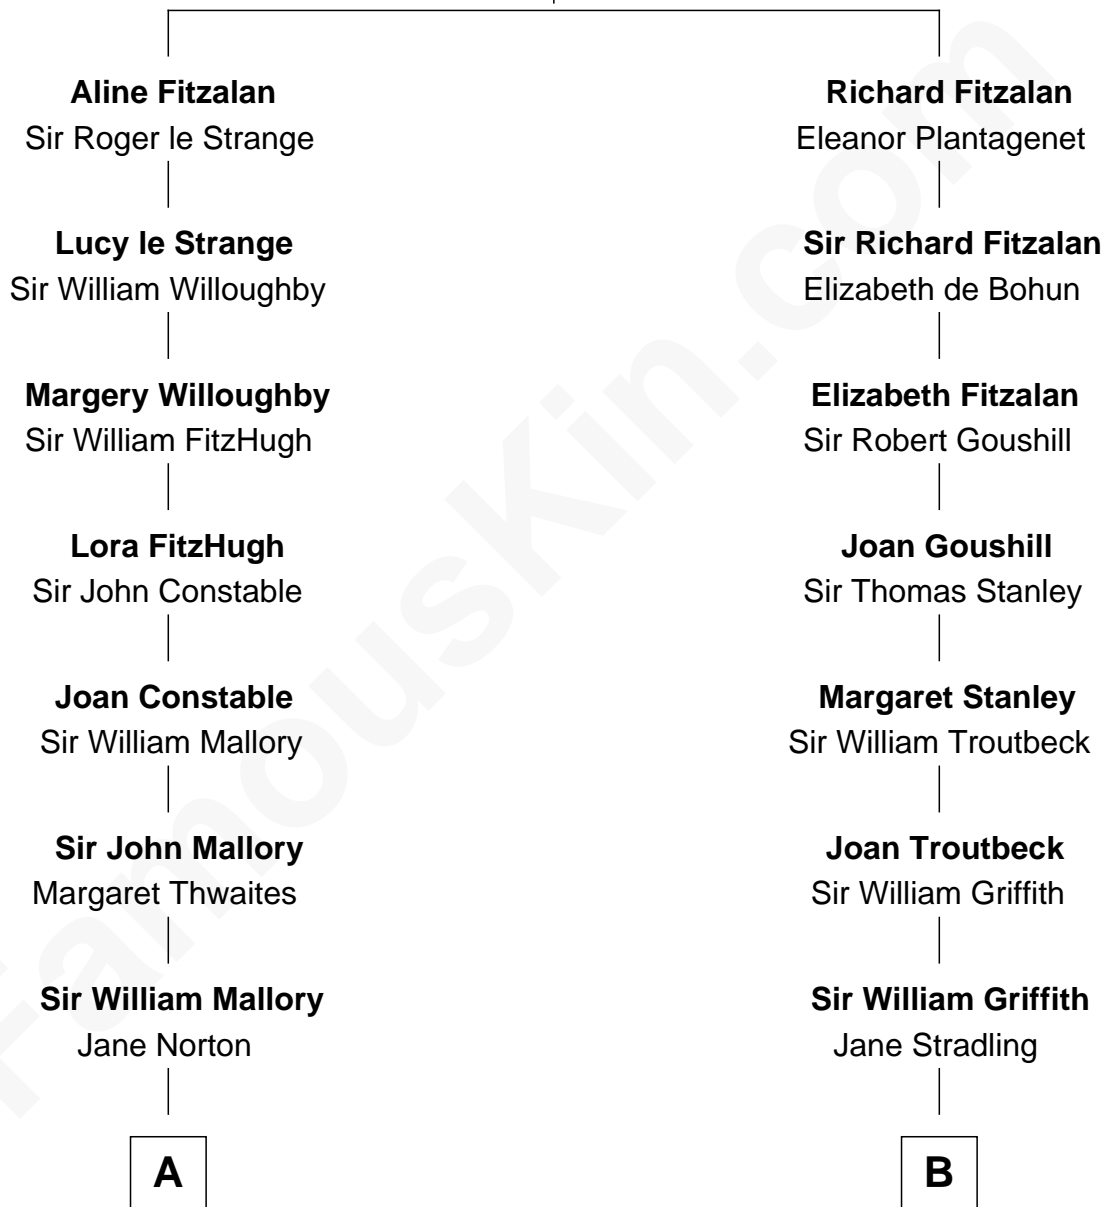 Aline Fitzalan
Sir Roger le Strange
Richard Fitzalan
Eleanor Plantagenet
Lucy le Strange
Sir William Willoughby
Sir Richard Fitzalan
Elizabeth de Bohun
Margery Willoughby
Sir William FitzHugh
Elizabeth Fitzalan
Sir Robert Goushill
Lora FitzHugh
Sir John Constable
Joan Goushill
Sir Thomas Stanley
Joan Constable
Sir William Mallory
Margaret Stanley
Sir William Troutbeck
Sir John Mallory
Margaret Thwaites
Joan Troutbeck
Sir William Griffith
Sir William Mallory
Jane Norton
Sir William Griffith
Jane Stradling
A
B
FamousKin.com